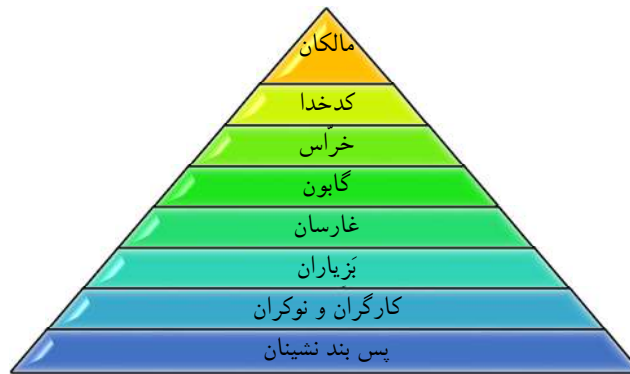 مالکان
کدخدا
خرّاس
گابون
غارسان
بَزیاران
کارگران و نوکران
پس بند نشینان